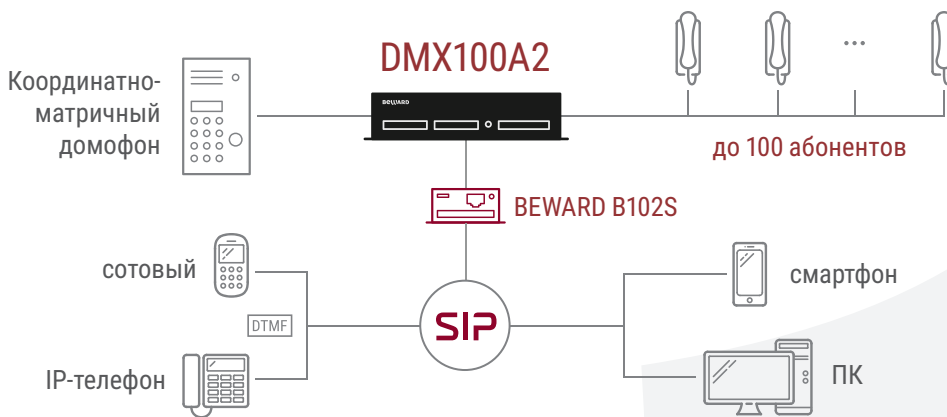 DMX100A2
Координатно-
матричный
домофон
BEWARD
...
до 100 абонентов
BEWARD B102S
сотовый
смартфон
DTMF
SIP
IP-телефон
ПК